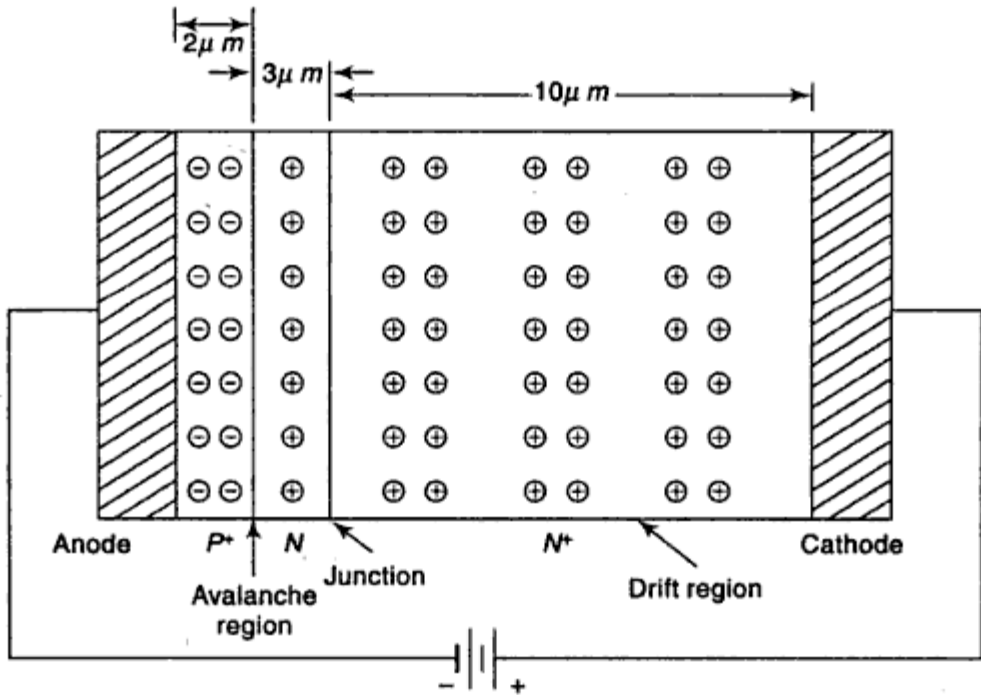 2μ m
3μ m
10μ m
Anode P⁺ N N⁺ Cathode
Junction
Drift region
Avalanche
region
− +